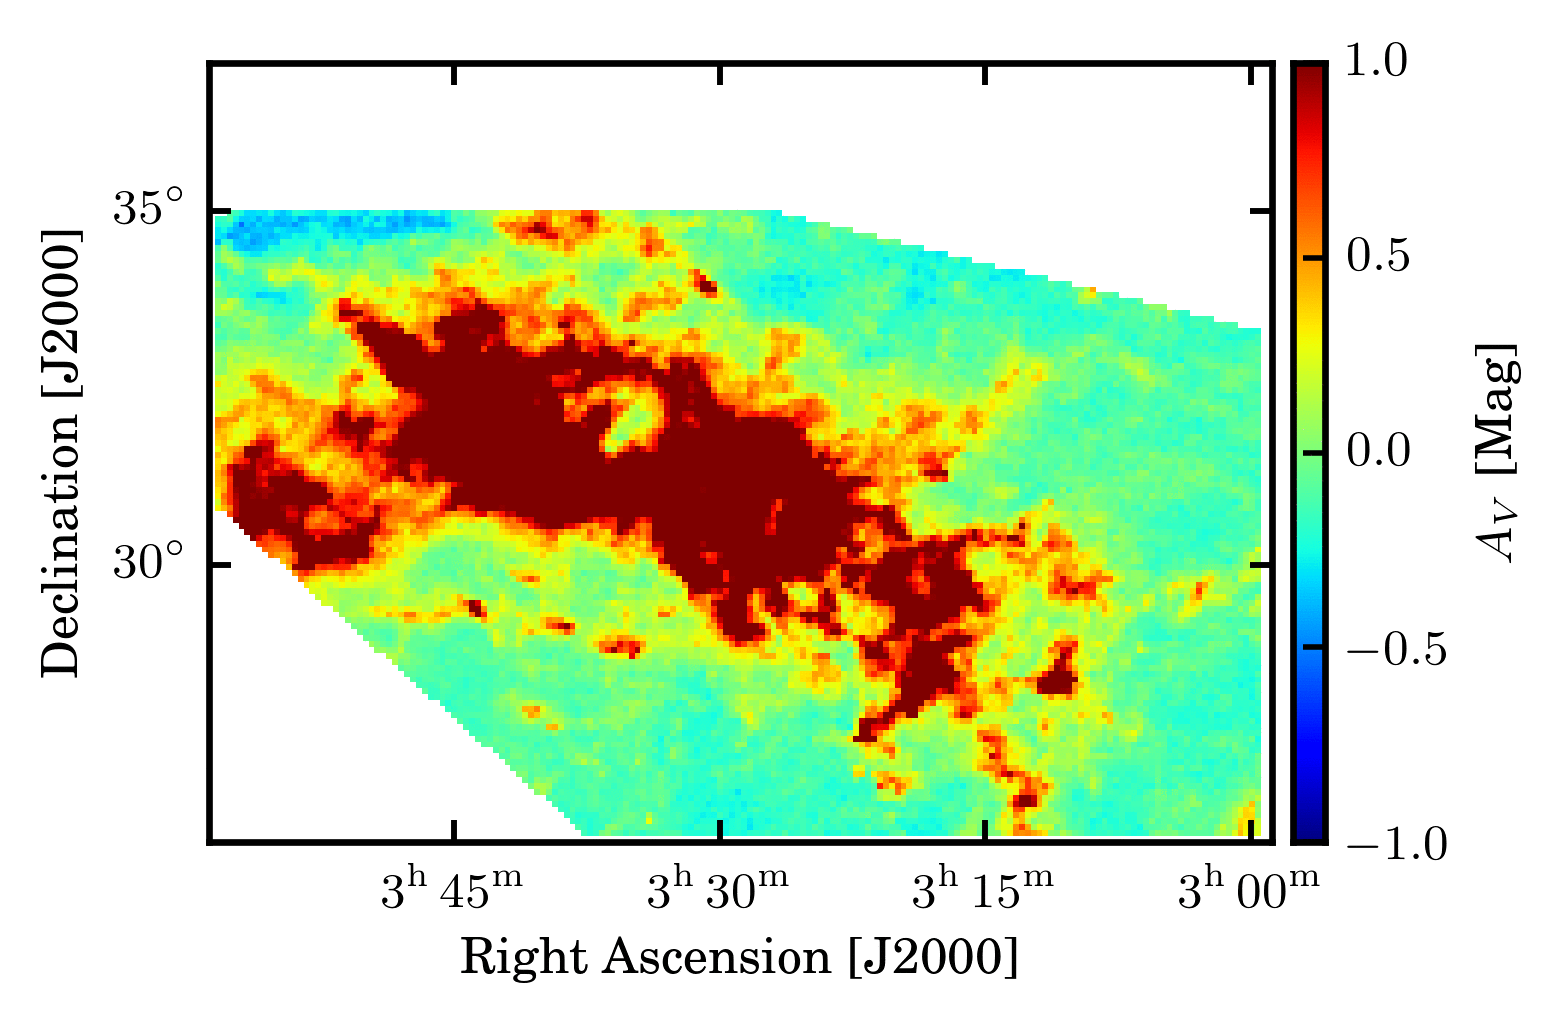 1.0
35°
0.5
Declination [J2000]
0.0
A_V [Mag]
30°
−0.5
−1.0
3h 45m
3h 30m
3h 15m
3h 00m
Right Ascension [J2000]